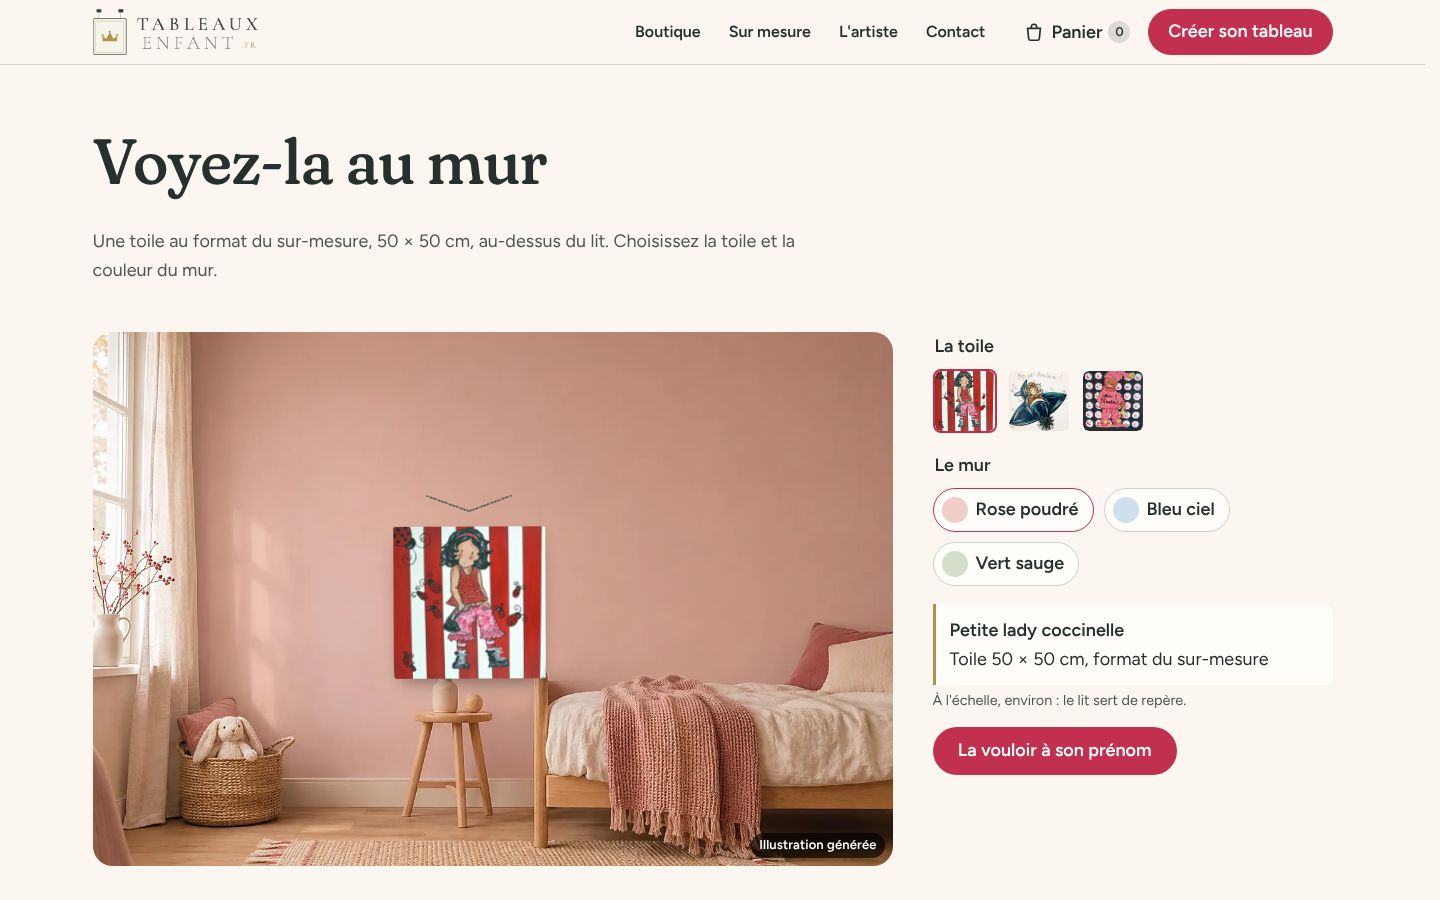 TABLEAUX
ENFANT .FR
Boutique
Sur mesure
L'artiste
Contact
Panier
0
Créer son tableau
Voyez-la au mur
Une toile au format du sur-mesure, 50 × 50 cm, au-dessus du lit. Choisissez la toile et la
couleur du mur.
La toile
Le mur
Rose poudré
Bleu ciel
Vert sauge
Petite lady coccinelle
Toile 50 × 50 cm, format du sur-mesure
À l'échelle, environ : le lit sert de repère.
La vouloir à son prénom
Illustration générée